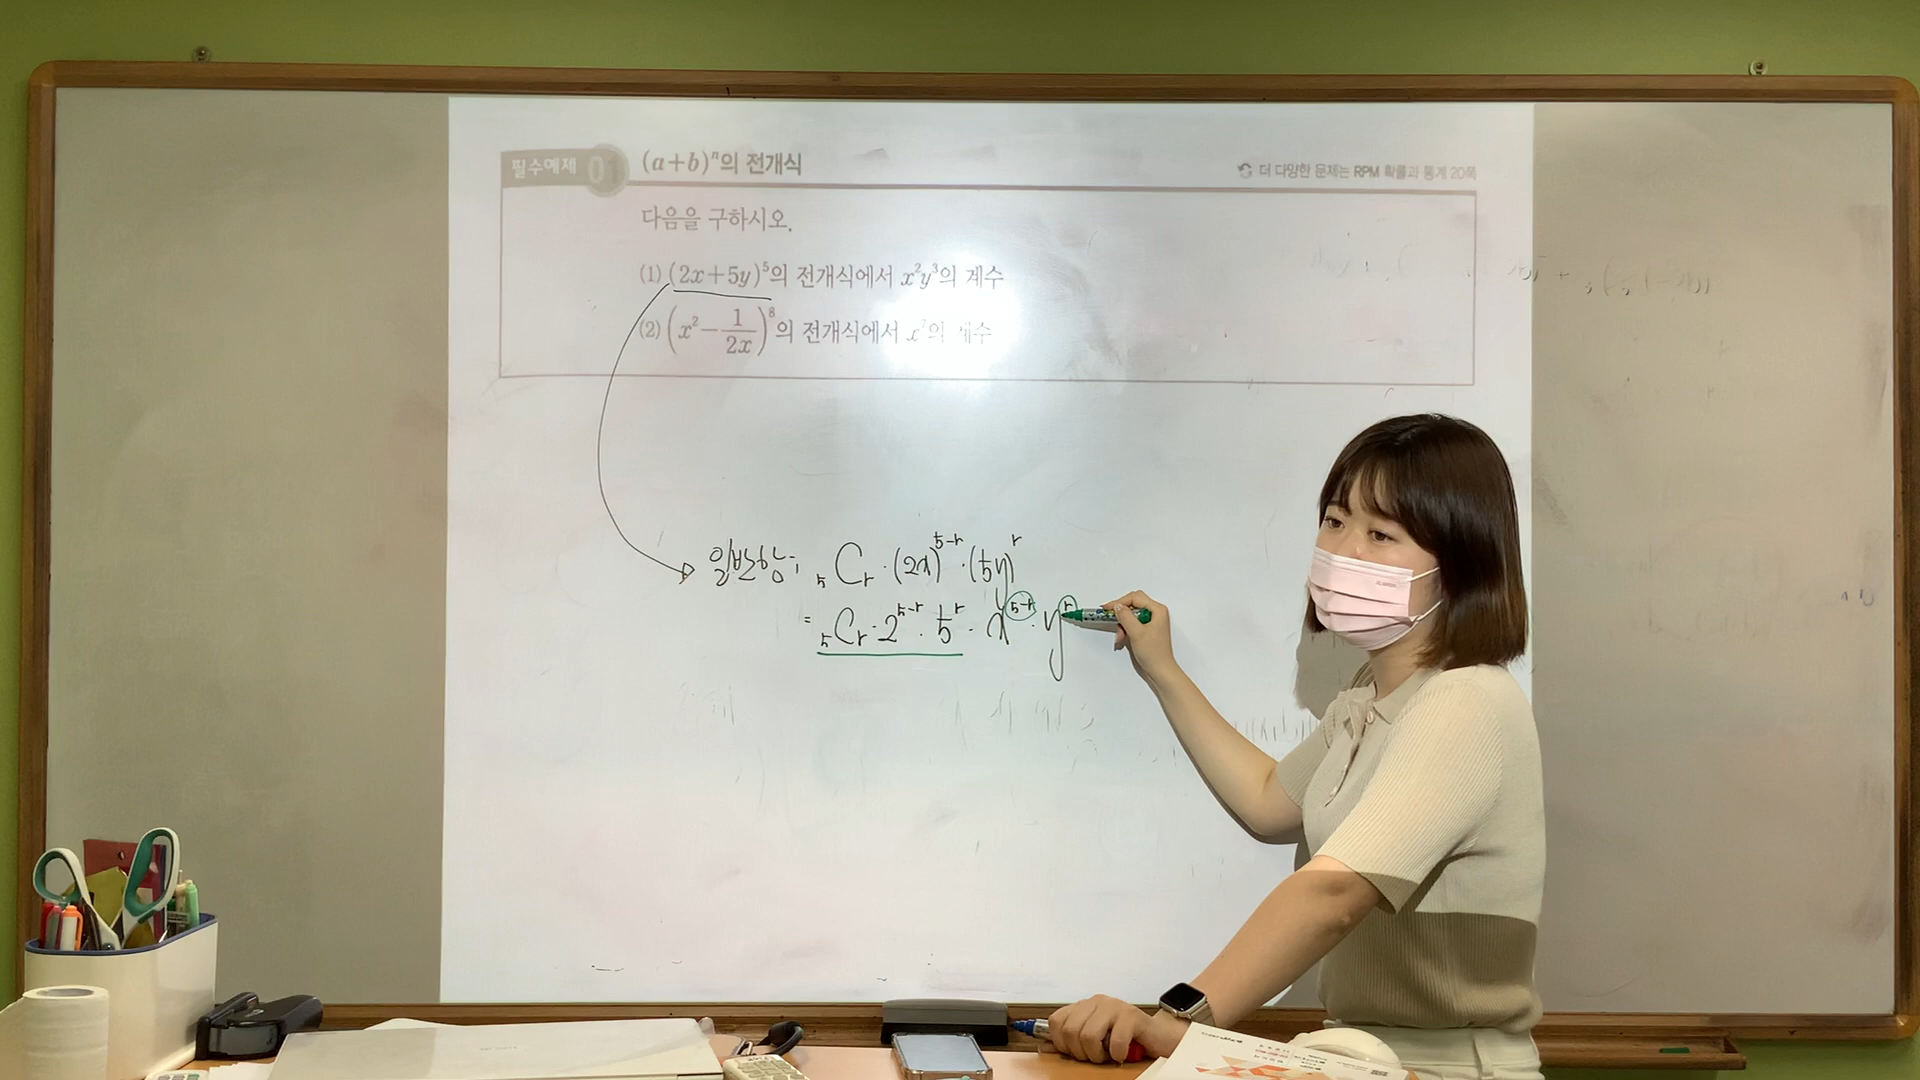 필수예제 01 (a+b)ⁿ의 전개식
더 다양한 문제는 RPM 확률과 통계 20쪽
다음을 구하시오.
(1) (2x+5y)⁵의 전개식에서 x²y³의 계수
(2) (x²-1/2x)⁸의 전개식에서 x⁷의 계수
일반항: ₅Cᵣ·(2x)⁵⁻ʳ·(5y)ʳ
= ₅Cᵣ·2⁵⁻ʳ·5ʳ·x⁵⁻ʳ·yʳ